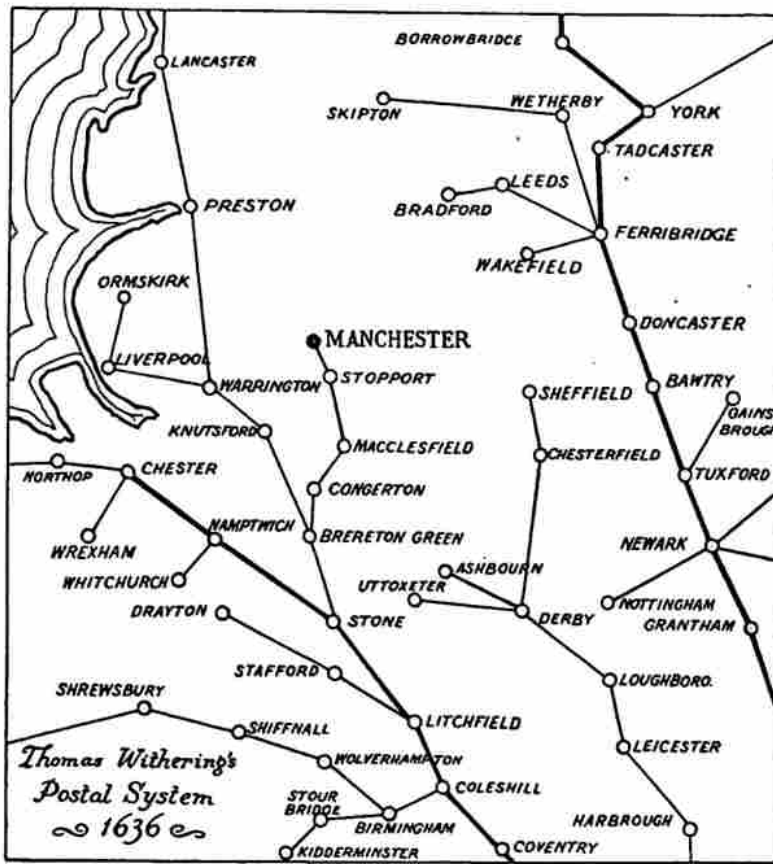 BORROWBRIDGE
LANCASTER
SKIPTON
WETHERBY
YORK
TADCASTER
LEEDS
BRADFORD
PRESTON
FERRIBRIDGE
WAKEFIELD
ORMSKIRK
DONCASTER
MANCHESTER
LIVERPOOL
STOPPORT
WARRINGTON
SHEFFIELD
BAWTRY
GAINS
BROUGH
KNUTSFORD
MACCLESFIELD
CHESTERFIELD
NORTHOP
CHESTER
TUXFORD
CONGERTON
NAMPTWICH
BRERETON GREEN
NEWARK
WREXHAM
WHITCHURCH
ASHBOURN
UTTOXETER
DRAYTON
STONE
DERBY
NOTTINGHAM
GRANTHAM
STAFFORD
LOUGHBORO.
SHREWSBURY
SHIFFNALL
LITCHFIELD
LEICESTER
WOLVERHAMPTON
COLESHILL
Thomas Withering's
Postal System
1636
STOUR
BRIDGE
BIRMINGHAM
HARBROUGH
KIDDERMINSTER
COVENTRY